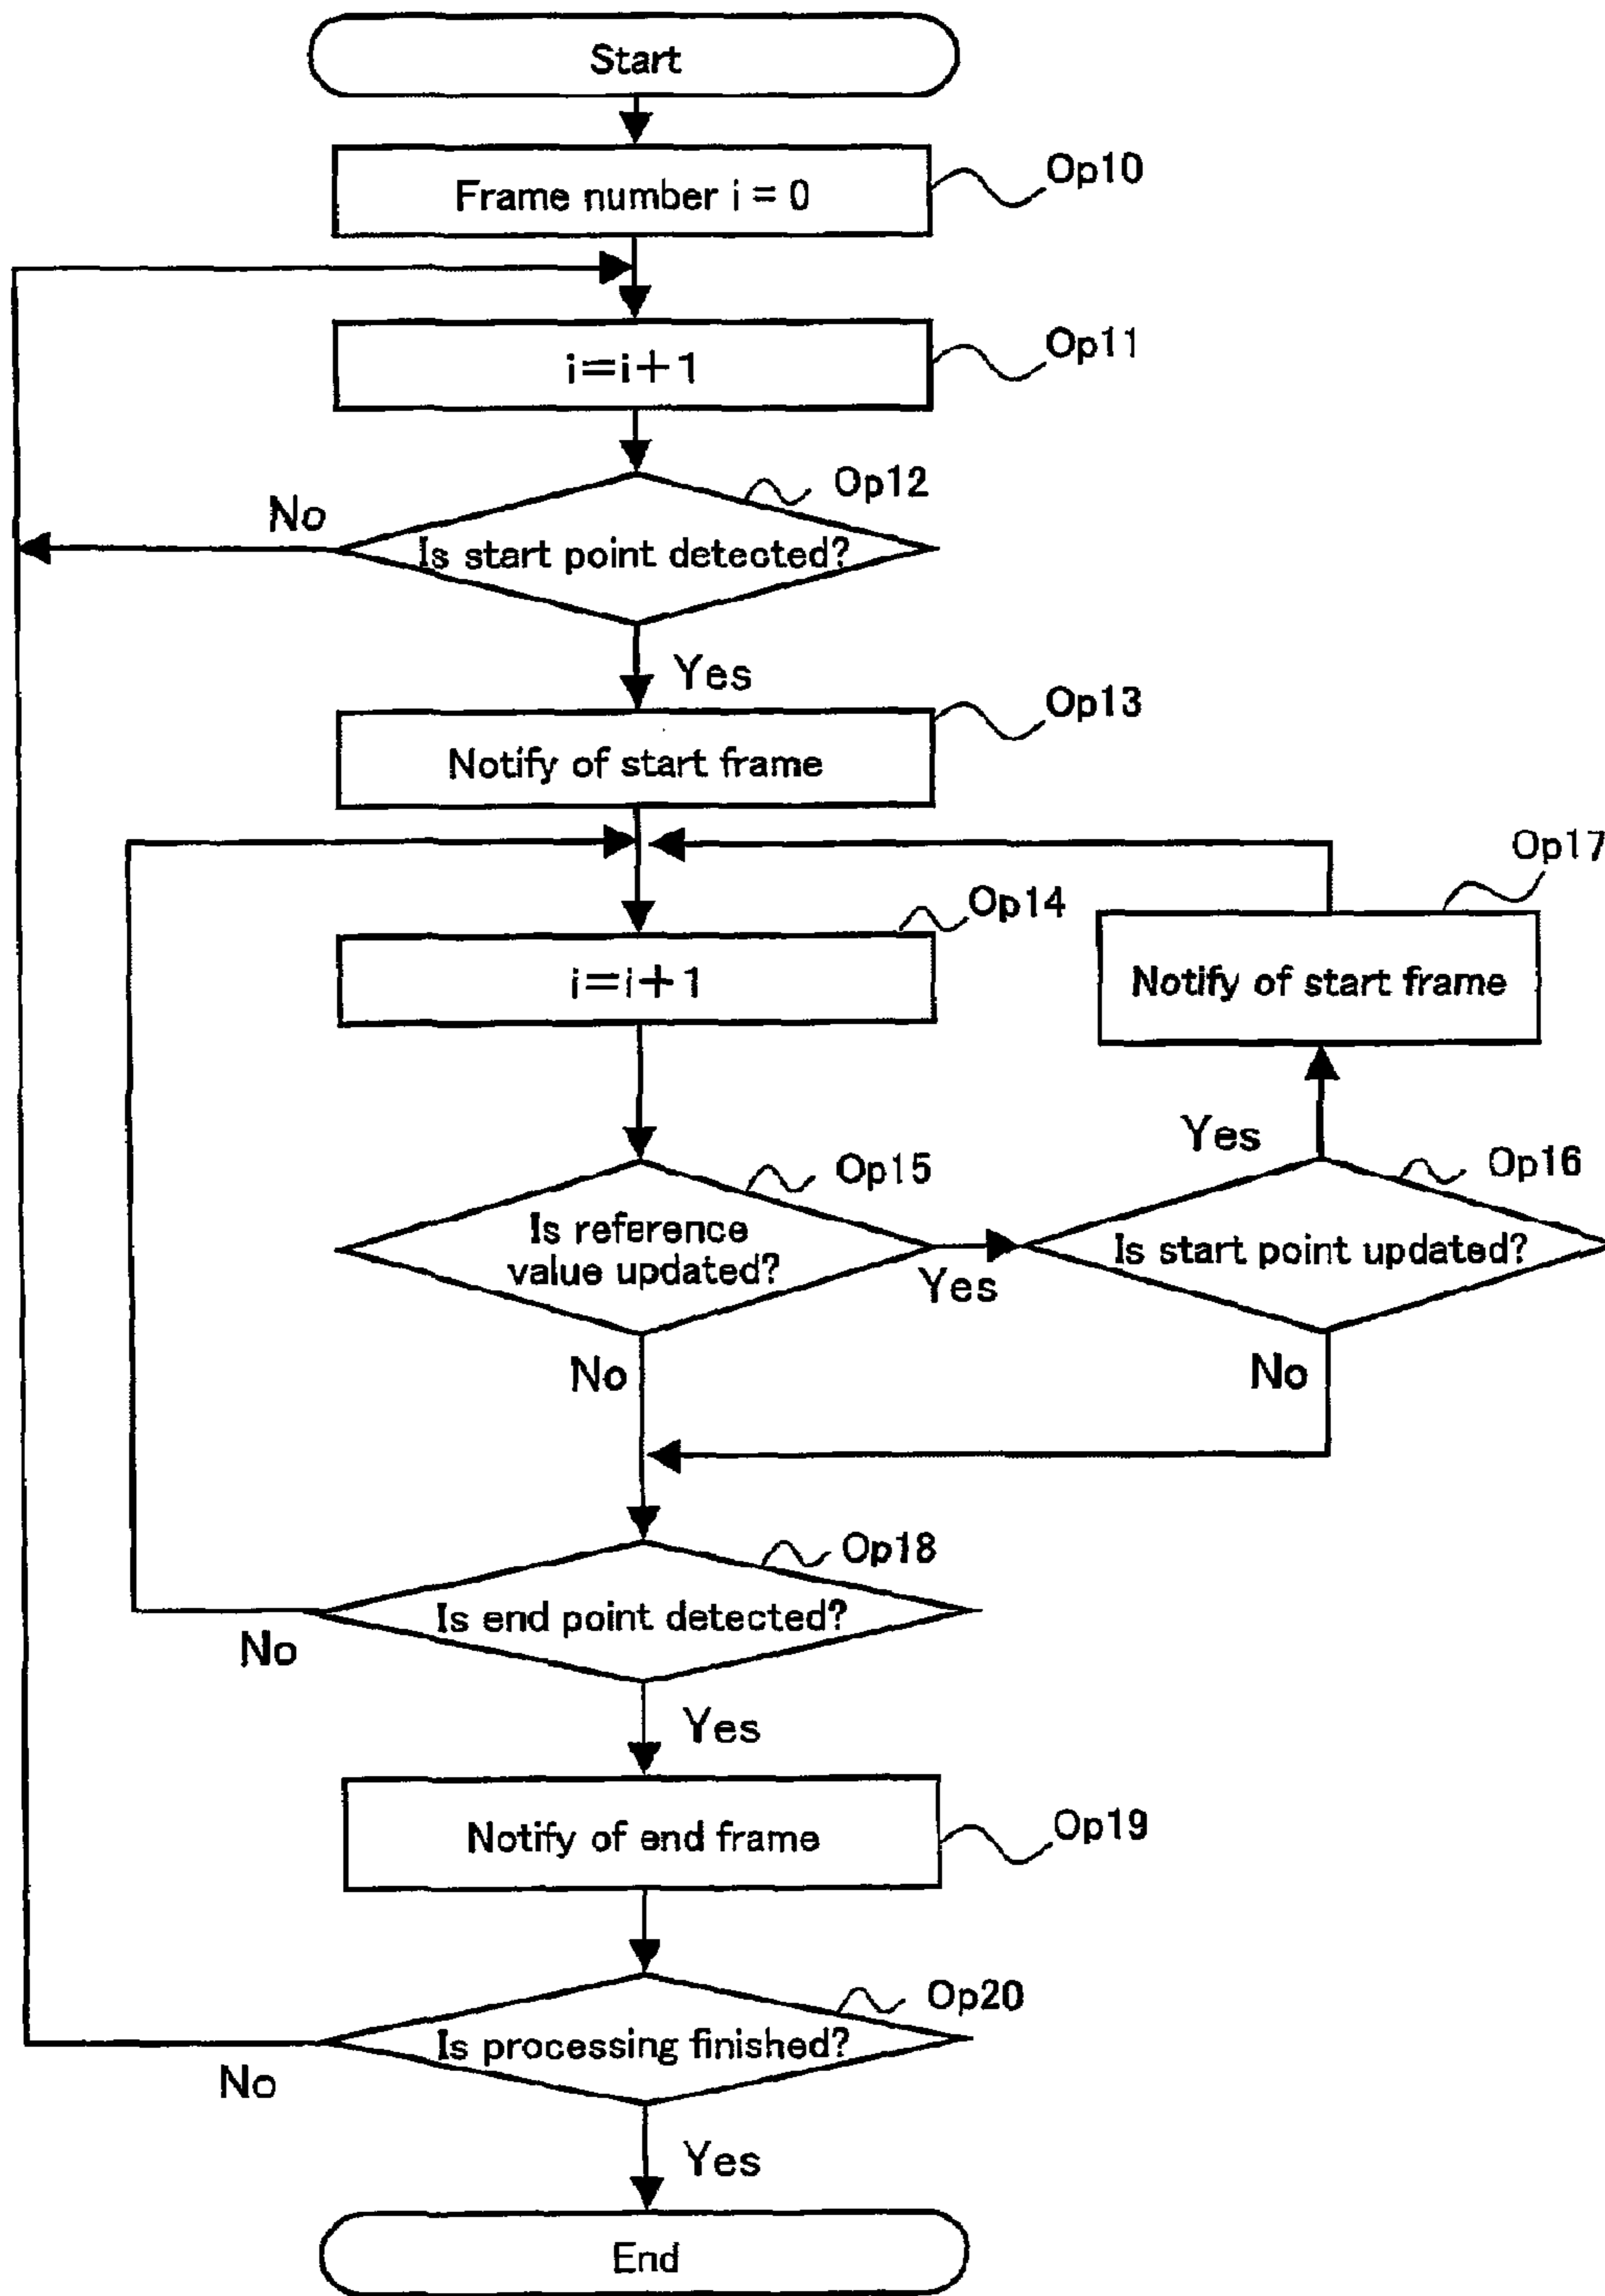 Start
Frame number i = 0
Op10
i=i+1
Op11
Op12
No
Is start point detected?
Yes
Op13
Notify of start frame
Op17
Op14
i=i+1
Notify of start frame
Yes
Op15
Op16
Is reference
value updated?
Yes
Is start point updated?
No
No
Op18
Is end point detected?
No
Yes
Notify of end frame
Op19
Op20
Is processing finished?
No
Yes
End